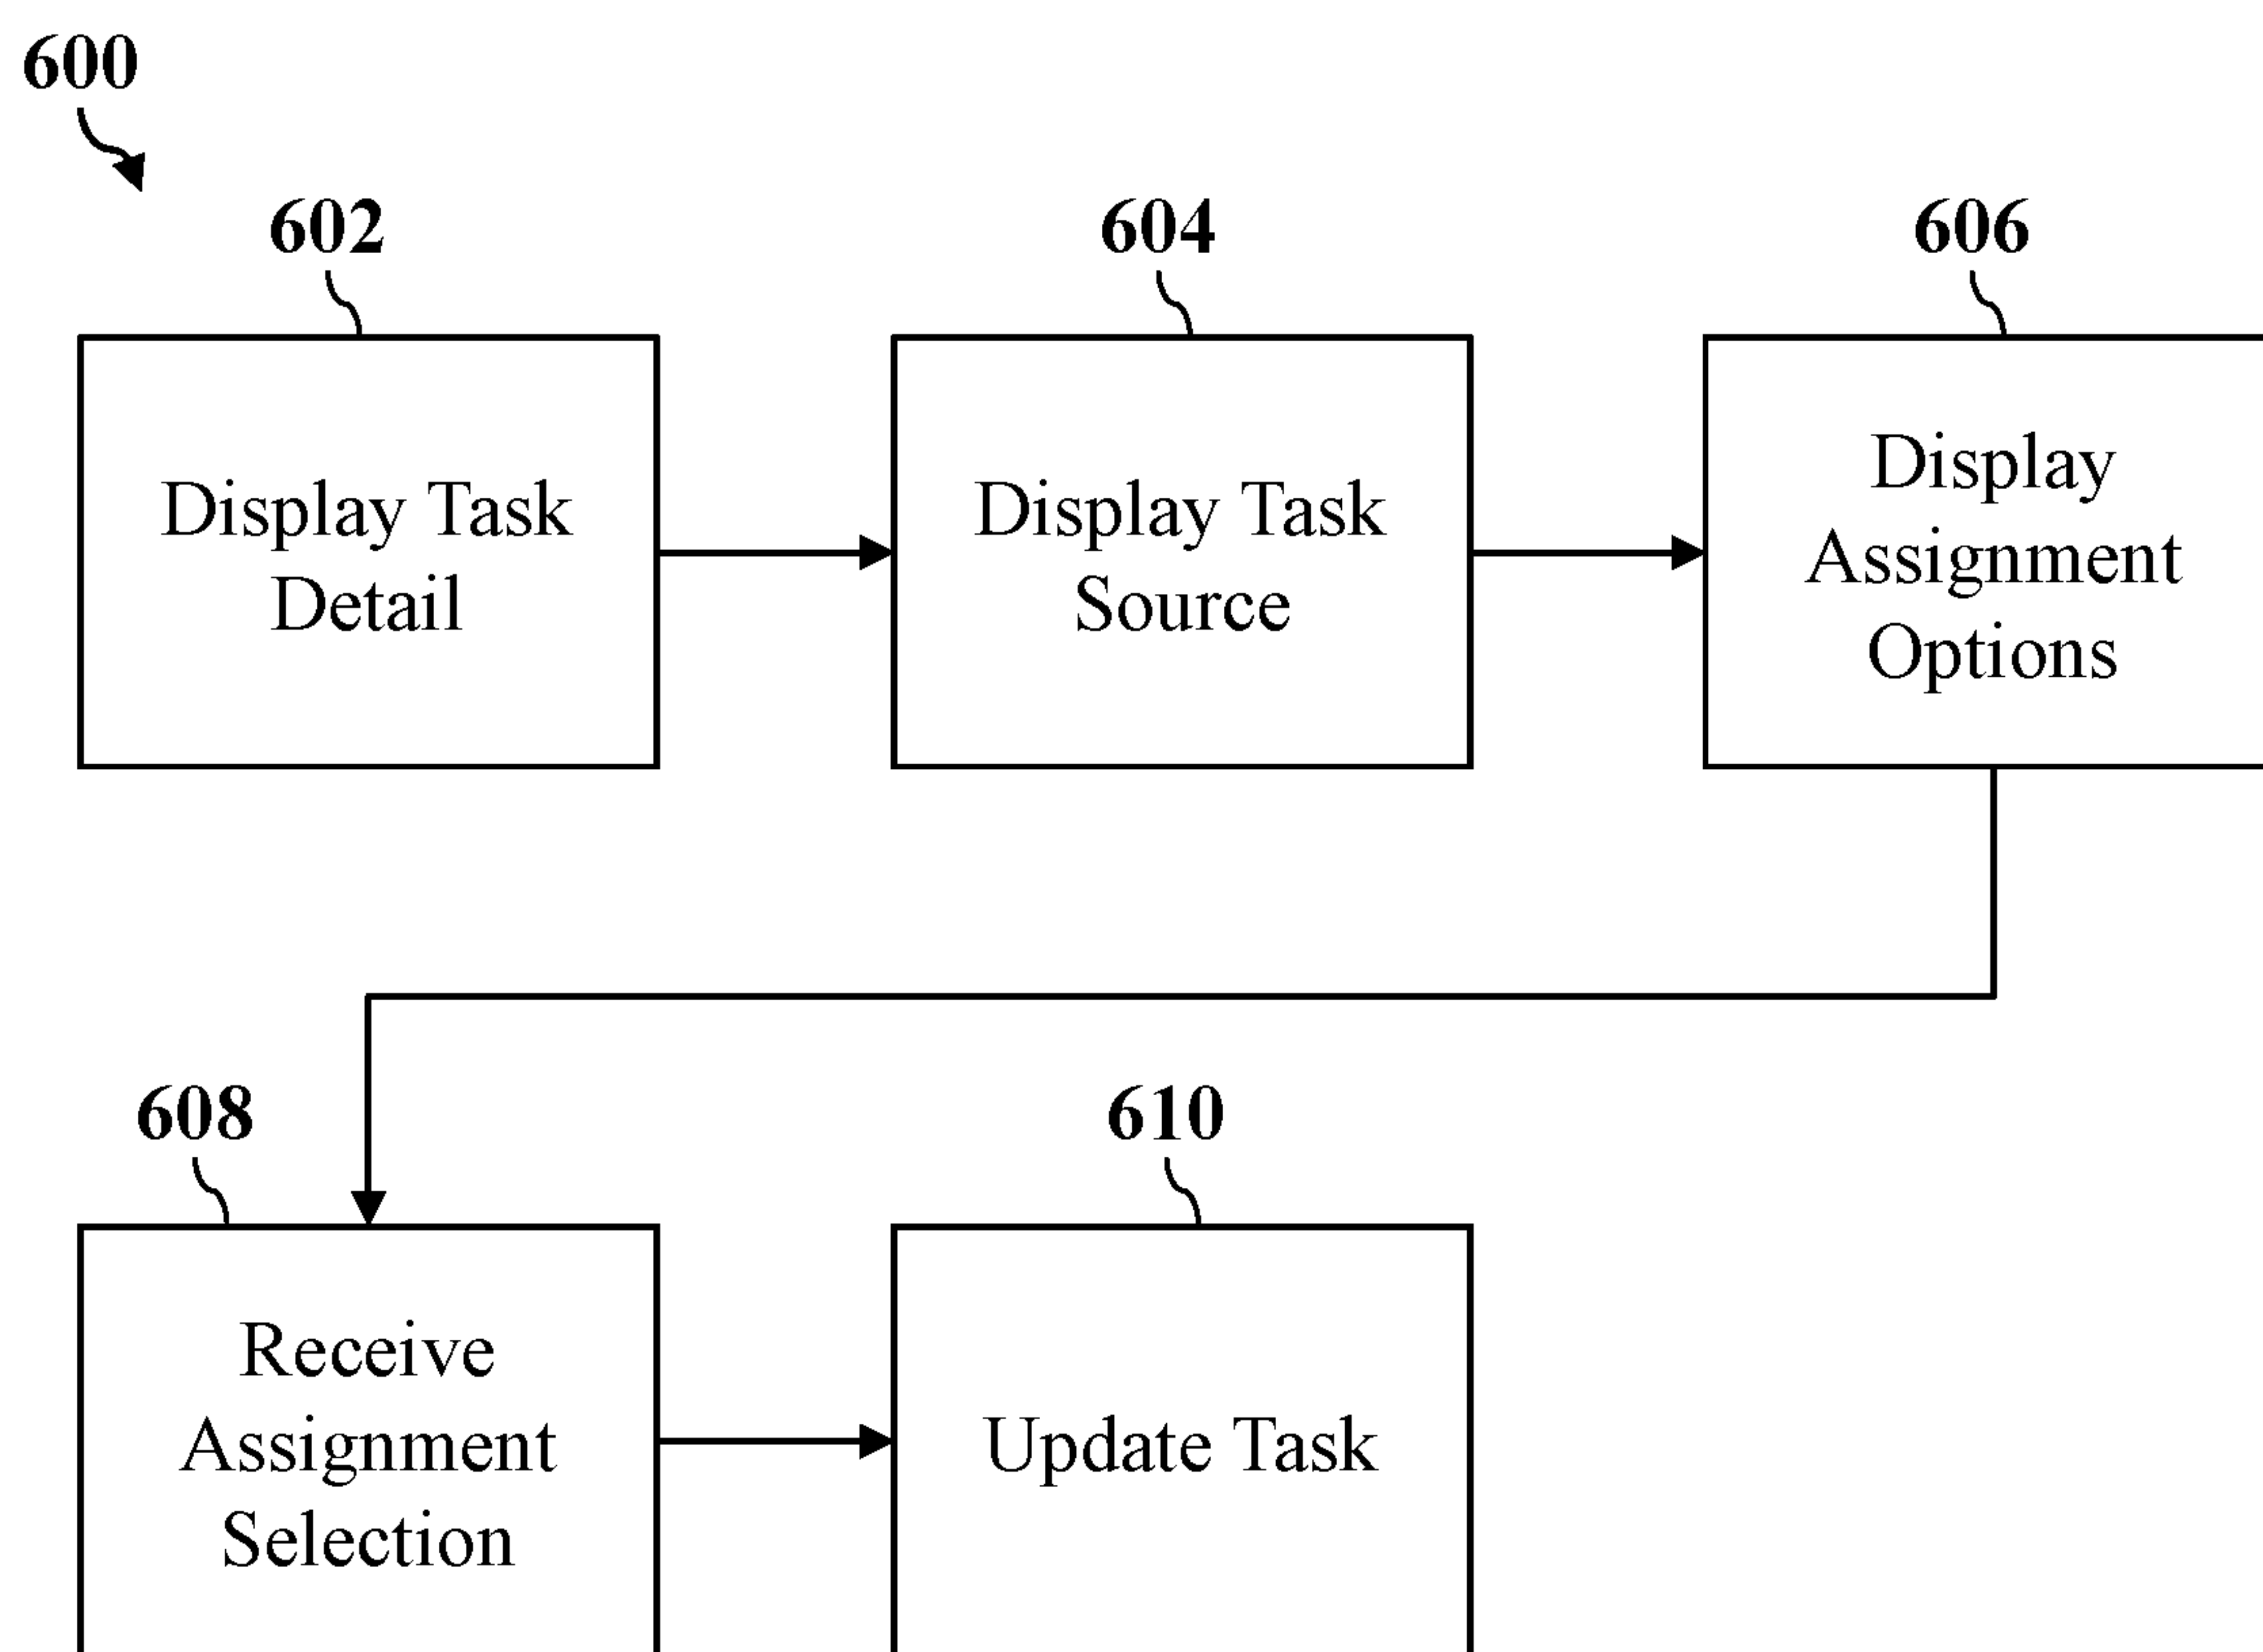 600
602
604
606
Display Task
Detail
Display Task
Source
Display
Assignment
Options
608
610
Receive
Assignment
Selection
Update Task